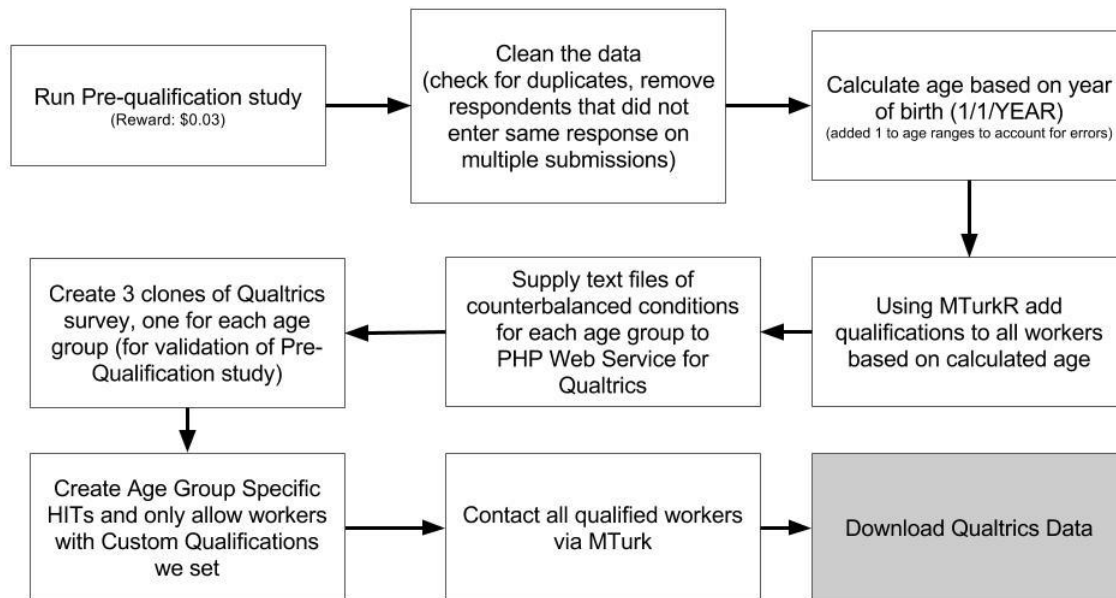 Run Pre-qualification study
(Reward: $0.03)
Clean the data
(check for duplicates, remove
respondents that did not
enter same response on
multiple submissions)
Calculate age based on year
of birth (1/1/YEAR)
(added 1 to age ranges to account for errors)
Using MTurkR add
qualifications to all workers
based on calculated age
Supply text files of
counterbalanced conditions
for each age group to
PHP Web Service for
Qualtrics
Create 3 clones of Qualtrics
survey, one for each age
group (for validation of Pre-
Qualification study)
Create Age Group Specific
HITs and only allow workers
with Custom Qualifications
we set
Contact all qualified workers
via MTurk
Download Qualtrics Data